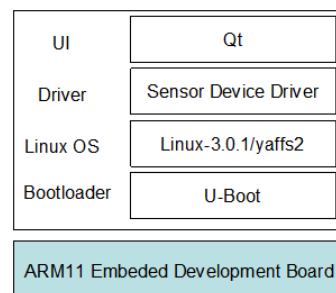 UI Qt
Driver Sensor Device Driver
Linux OS Linux-3.0.1/yaffs2
Bootloader U-Boot
ARM11 Embeded Development Board